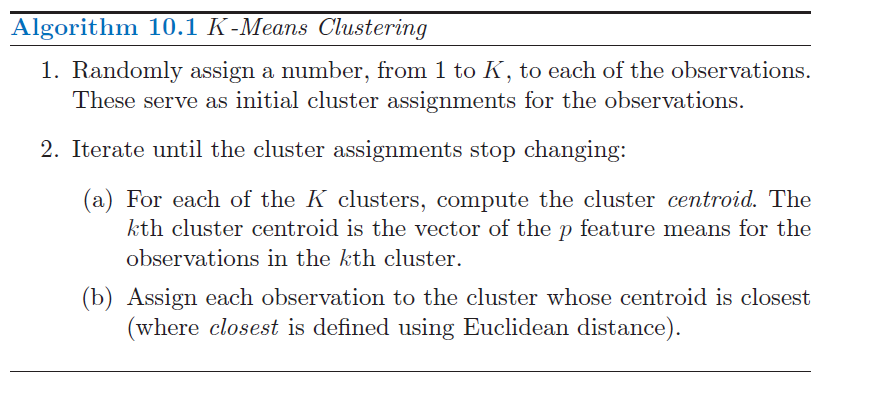 Algorithm 10.1 K-Means Clustering
1. Randomly assign a number, from 1 to K, to each of the observations.
These serve as initial cluster assignments for the observations.
2. Iterate until the cluster assignments stop changing:
(a) For each of the K clusters, compute the cluster centroid. The
kth cluster centroid is the vector of the p feature means for the
observations in the kth cluster.
(b) Assign each observation to the cluster whose centroid is closest
(where closest is defined using Euclidean distance).